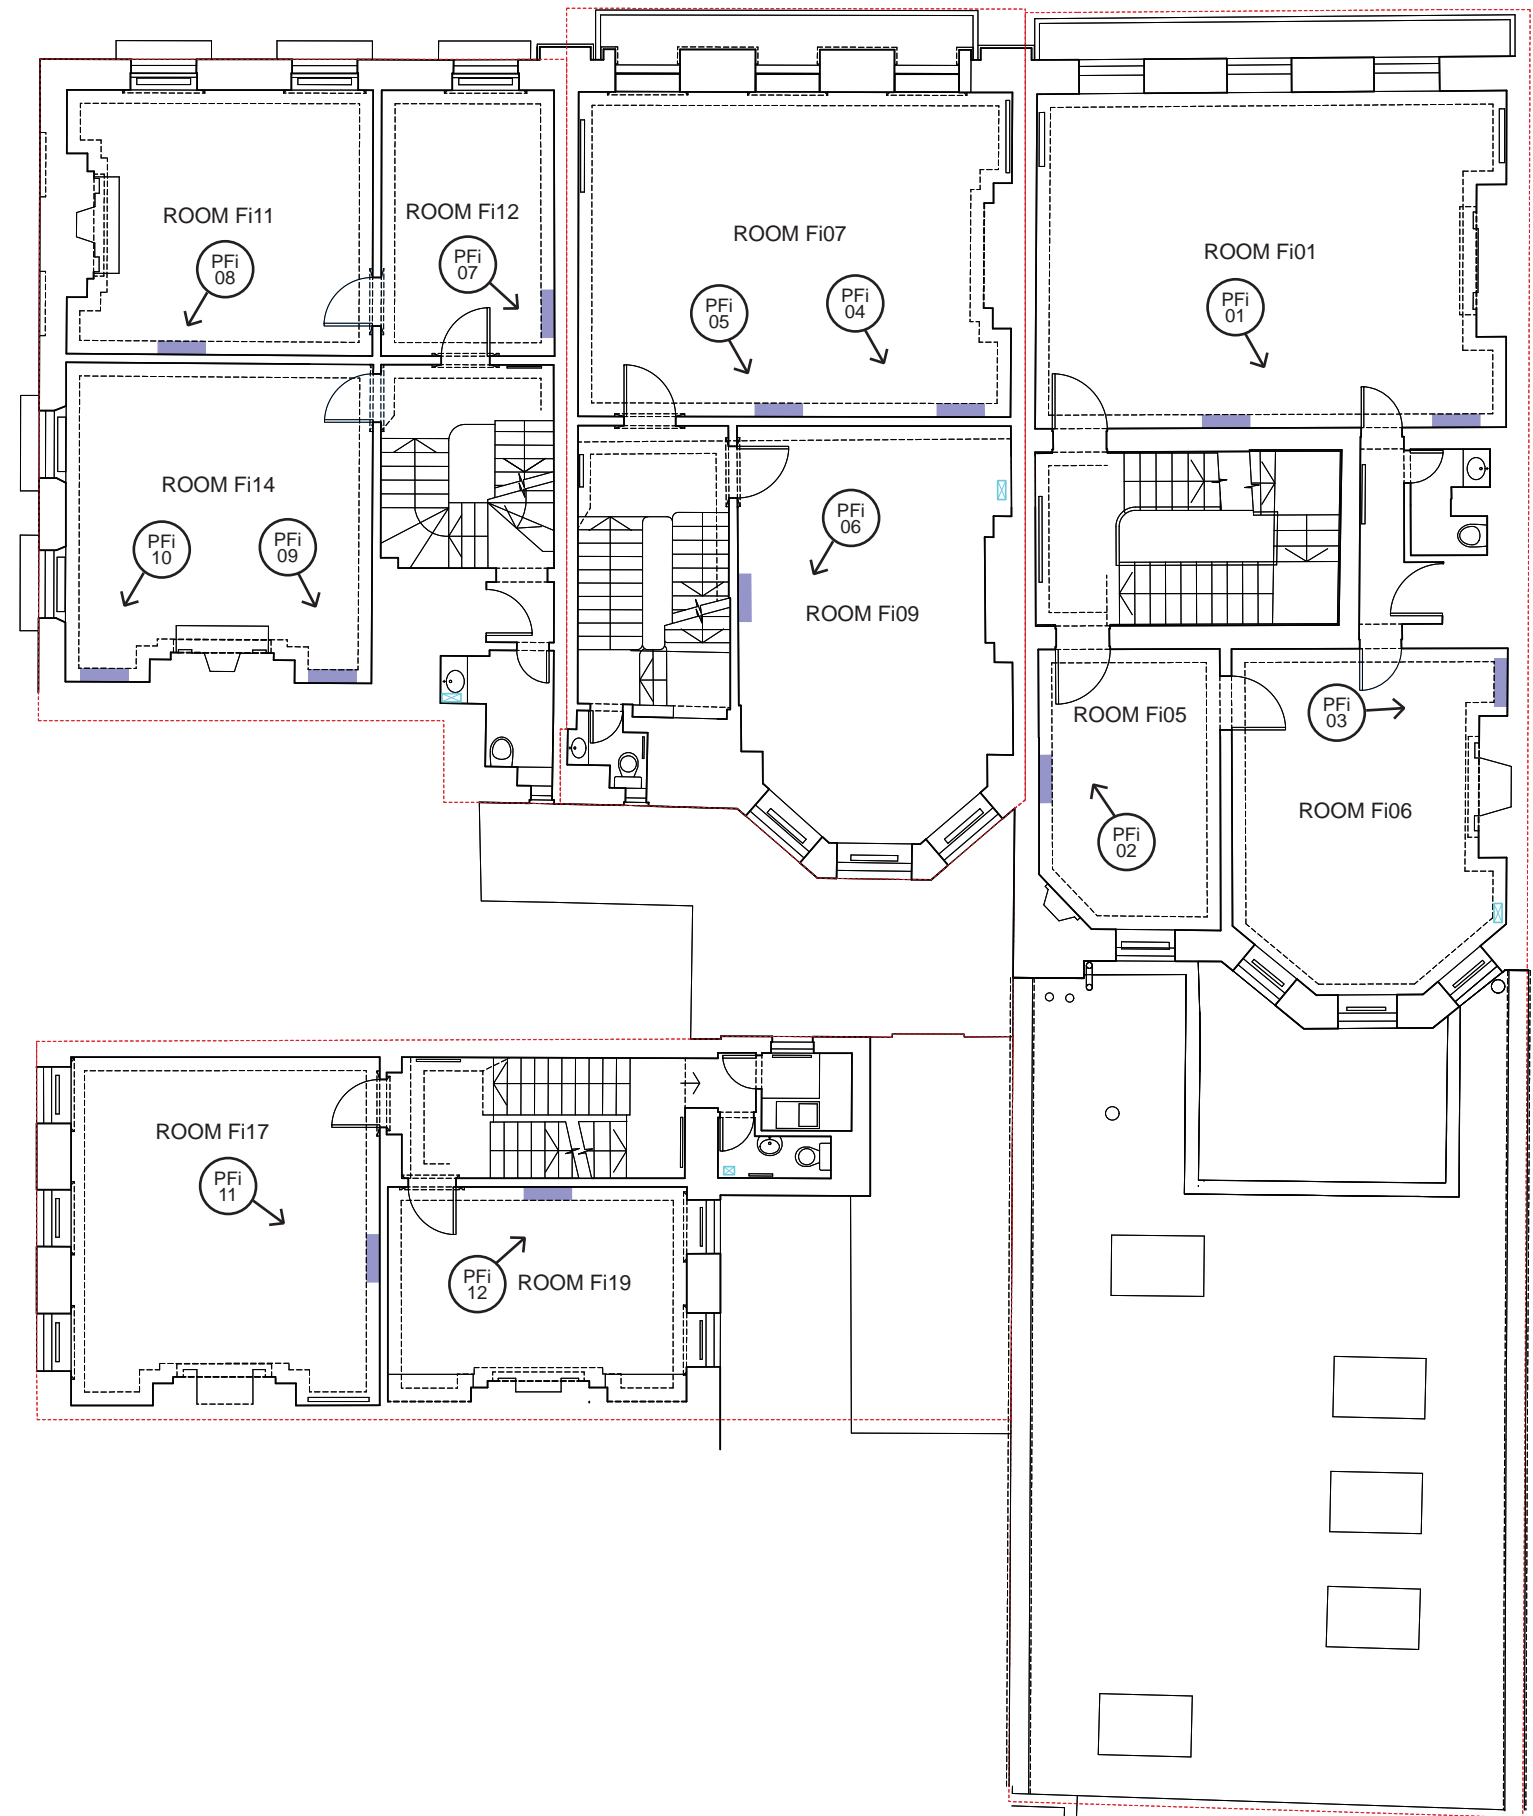 ROOM Fi11
PFi
08
ROOM Fi12
PFi
07
ROOM Fi07
PFi
05
PFi
04
ROOM Fi01
PFi
01
ROOM Fi14
PFi
10
PFi
09
PFi
06
ROOM Fi09
ROOM Fi05
PFi
02
PFi
03
ROOM Fi06
ROOM Fi17
PFi
11
PFi
12
ROOM Fi19